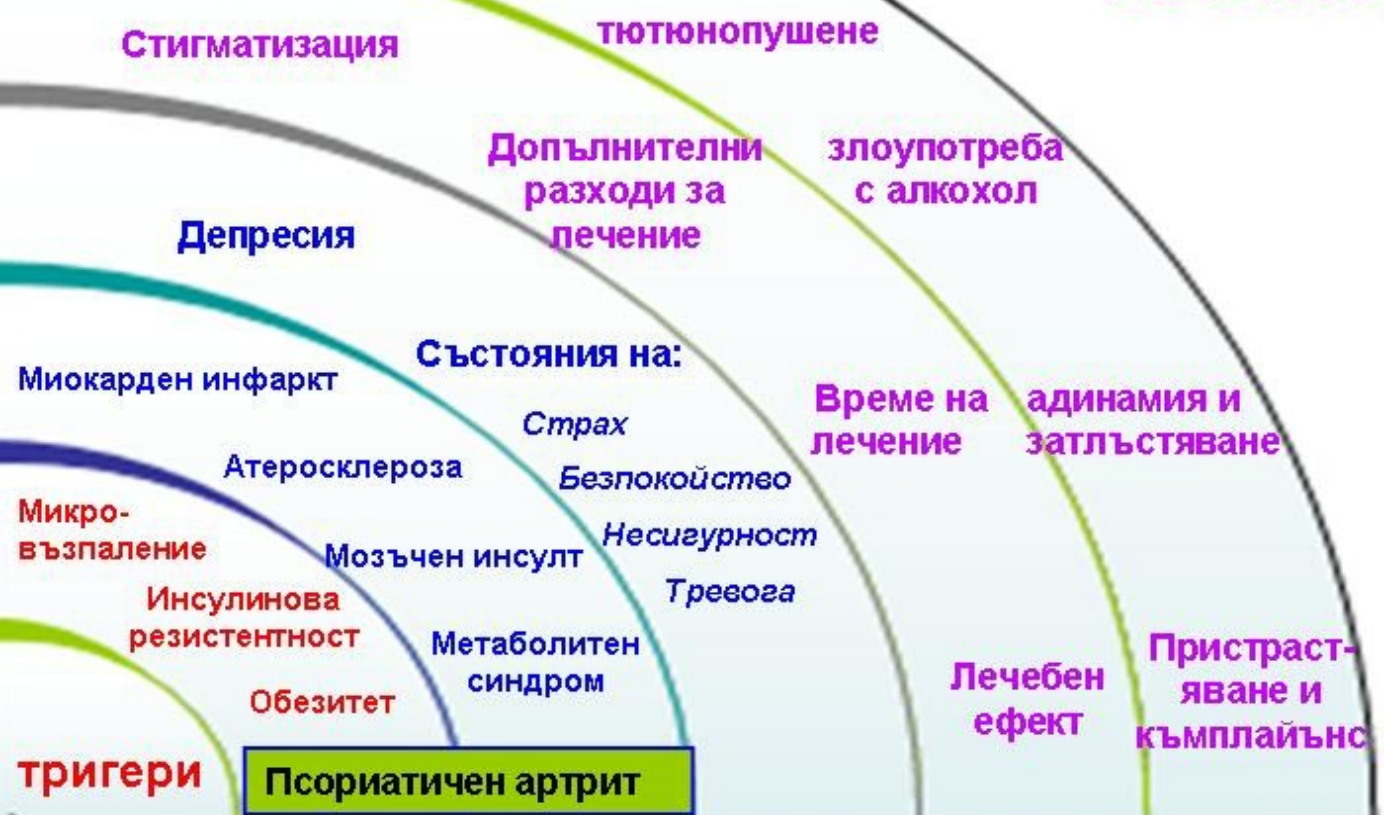 Стигматизация
тютюнопушене
Допълнителни
разходи за
лечение
злоупотреба
с алкохол
Депресия
Състояния на:
Страх
Безпокойство
Несигурност
Тревога
Време на
лечение
адинамия и
затлъстяване
Миокарден инфаркт
Атеросклероза
Мозъчен инсулт
Метаболитен
синдром
Микро-
възпаление
Инсулинова
резистентност
Обезитет
Лечебен
ефект
Пристраст-
яване и
къмплайънс
тригери
Псориатичен артрит